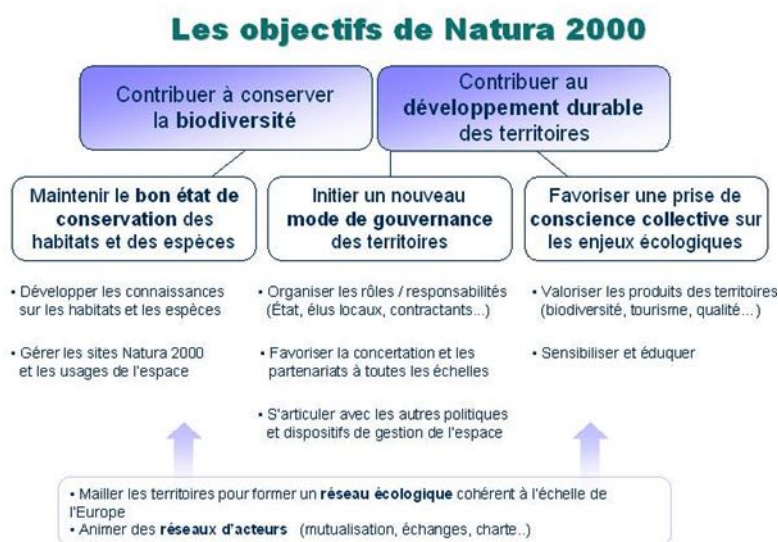 Les objectifs de Natura 2000
Contribuer à conserver
la biodiversité
Contribuer au
développement durable
des territoires
Maintenir le bon état de
conservation des
habitats et des espèces
Initier un nouveau
mode de gouvernance
des territoires
Favoriser une prise de
conscience collective sur
les enjeux écologiques
• Développer les connaissances
sur les habitats et les espèces
• Gérer les sites Natura 2000
et les usages de l'espace
• Organiser les rôles / responsabilités
(État, élus locaux, contractants...)
• Favoriser la concertation et les
partenariats à toutes les échelles
• S'articuler avec les autres politiques
et dispositifs de gestion de l'espace
• Valoriser les produits des territoires
(biodiversité, tourisme, qualité...)
• Sensibiliser et éduquer
• Mailler les territoires pour former un réseau écologique cohérent à l'échelle de
l'Europe
• Animer des réseaux d'acteurs (mutualisation, échanges, charte..)